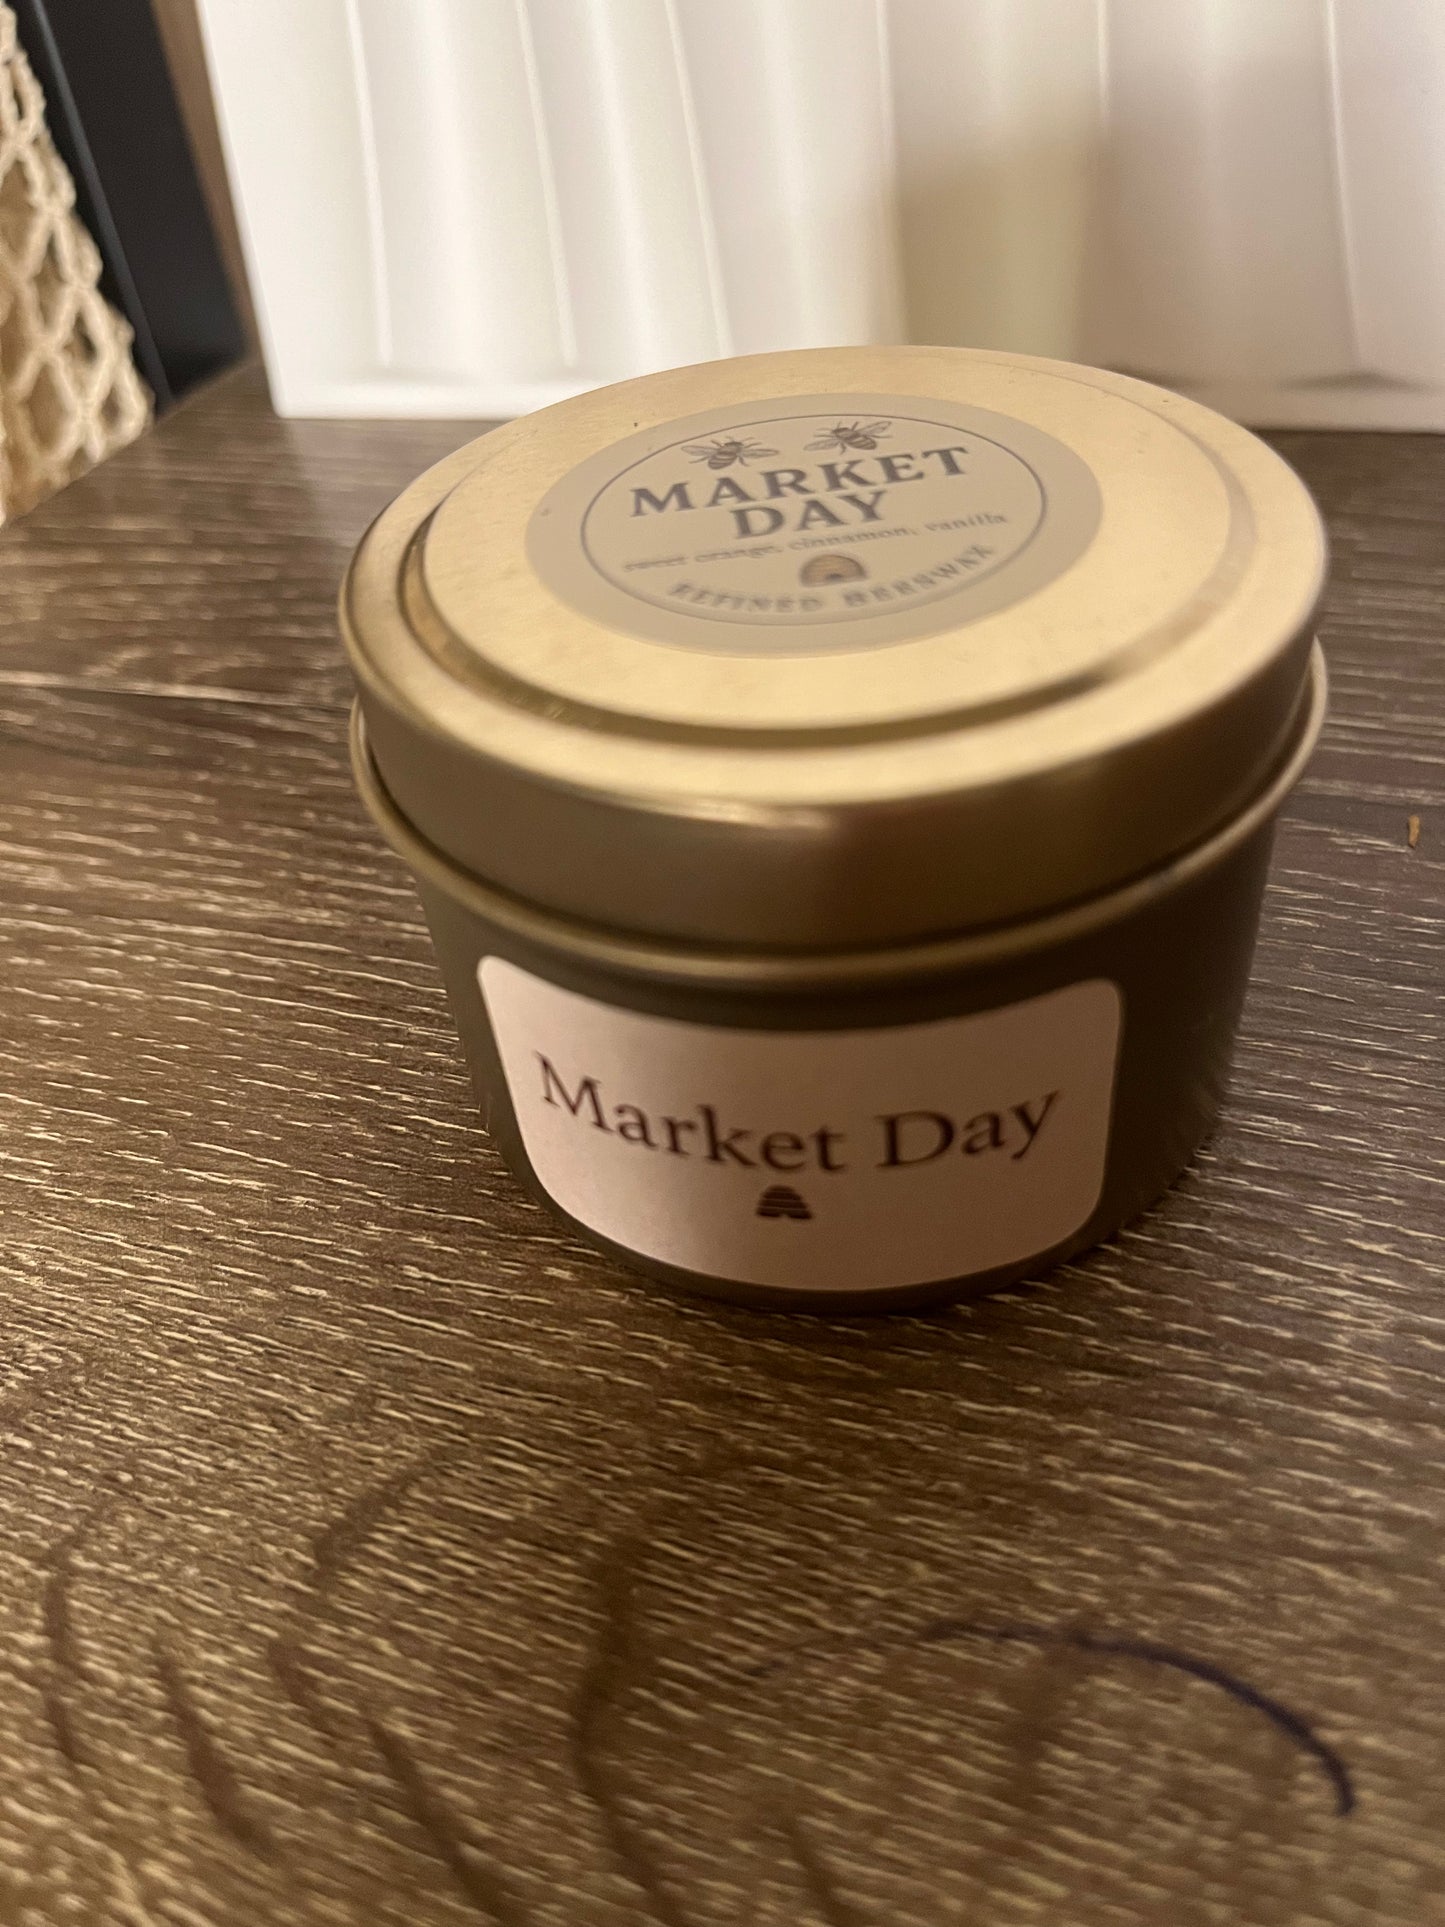 MARKET
DAY
sweet orange, cinnamon, vanilla
REFINED BEESWAX
Market Day